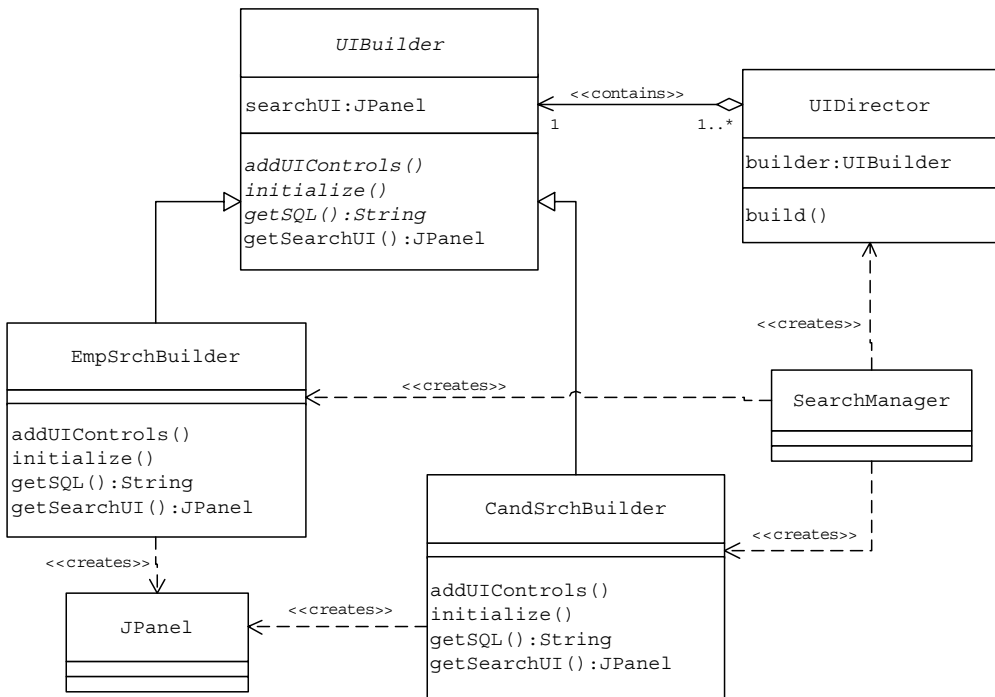 UIBuilder
searchUI:JPanel
addUIControls()
initialize()
getSQL():String
getSearchUI():JPanel
<<contains>>
1
1..*
UIDirector
builder:UIBuilder
build()
<<creates>>
EmpSrchBuilder
addUIControls()
initialize()
getSQL():String
getSearchUI():JPanel
<<creates>>
SearchManager
CandSrchBuilder
addUIControls()
initialize()
getSQL():String
getSearchUI():JPanel
<<creates>>
<<creates>>
JPanel
<<creates>>